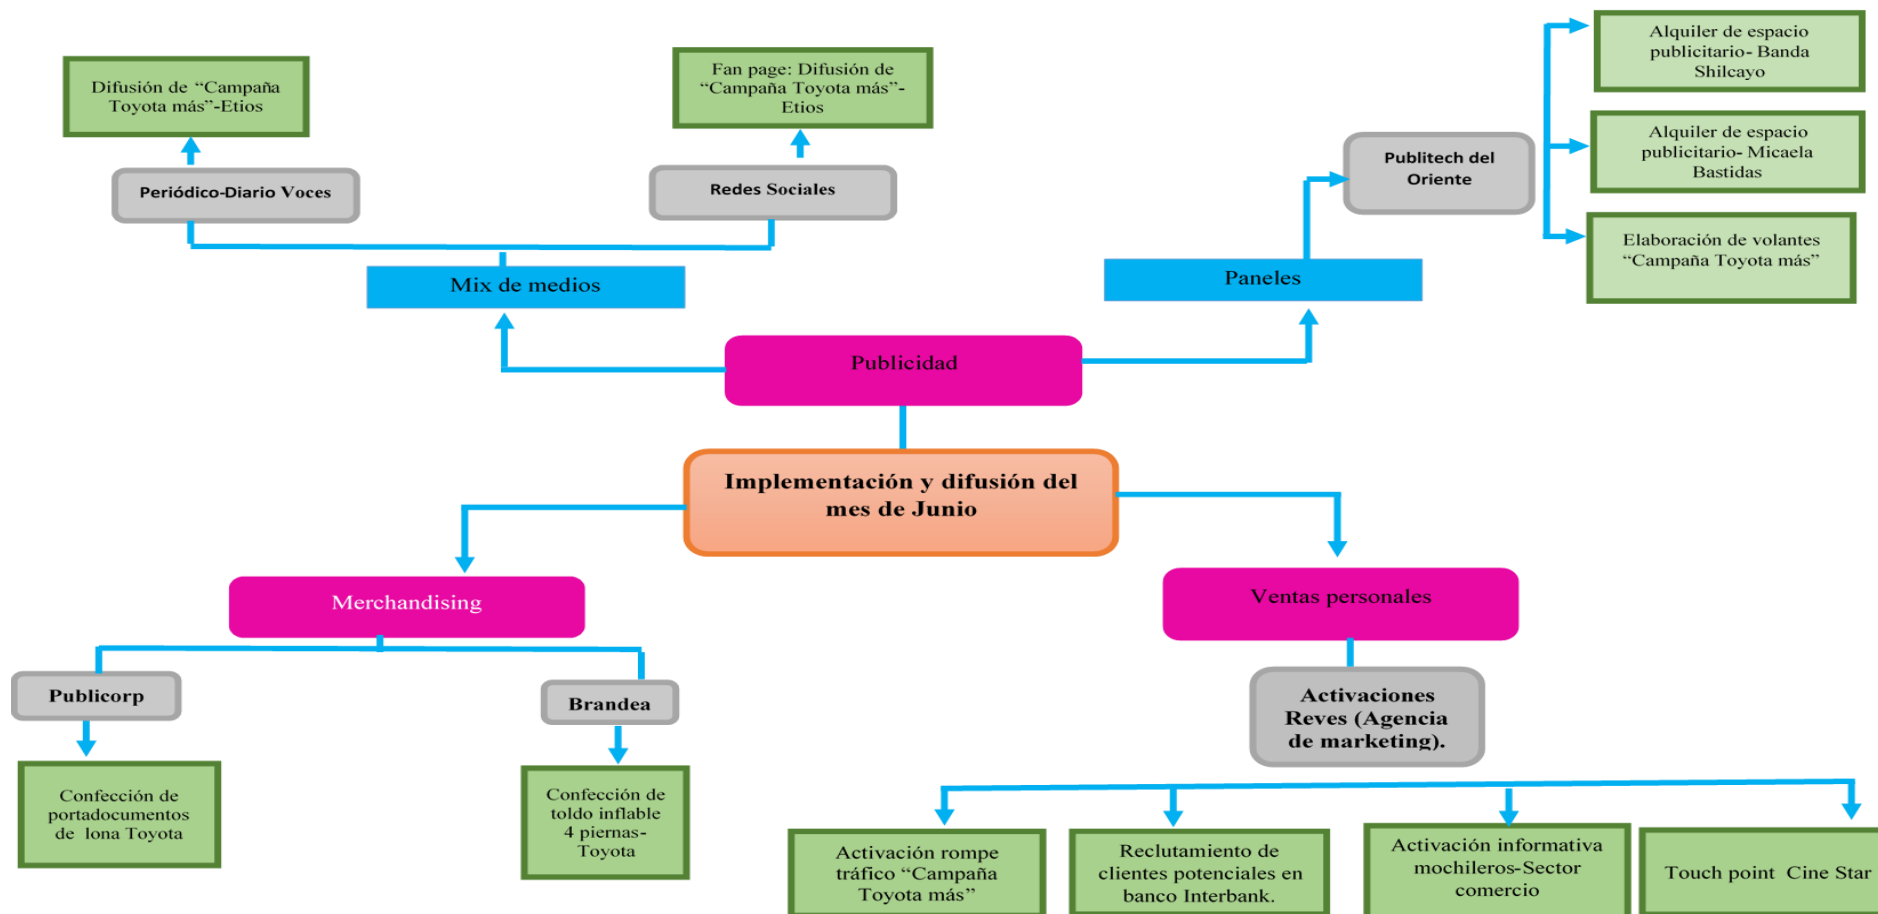 Alquiler de espacio
publicitario- Banda
Shilcayo
Difusión de “Campaña
Toyota más”-Etios
Fan page: Difusión de
“Campaña Toyota más”-
Etios
Alquiler de espacio
publicitario- Micaela
Bastidas
Publitech del
Oriente
Periódico-Diario Voces
Redes Sociales
Elaboración de volantes
“Campaña Toyota más”
Mix de medios
Paneles
Publicidad
Implementación y difusión del
mes de Junio
Merchandising
Ventas personales
Publicorp
Brandea
Activaciones
Reves (Agencia
de marketing).
Confección de
portadocumentos
de lona Toyota
Confección de
toldo inflable
4 piernas-
Toyota
Activación rompe
tráfico “Campaña
Toyota más”
Reclutamiento de
clientes potenciales en
banco Interbank.
Activación informativa
mochileros-Sector
comercio
Touch point Cine Star